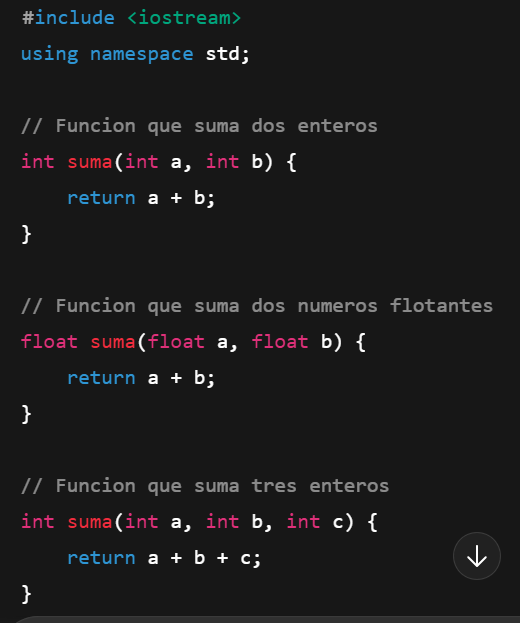 #include <iostream>
using namespace std;
// Funcion que suma dos enteros
int suma(int a, int b) {
    return a + b;
}
// Funcion que suma dos numeros flotantes
float suma(float a, float b) {
    return a + b;
}
// Funcion que suma tres enteros
int suma(int a, int b, int c) {
    return a + b + c;
}